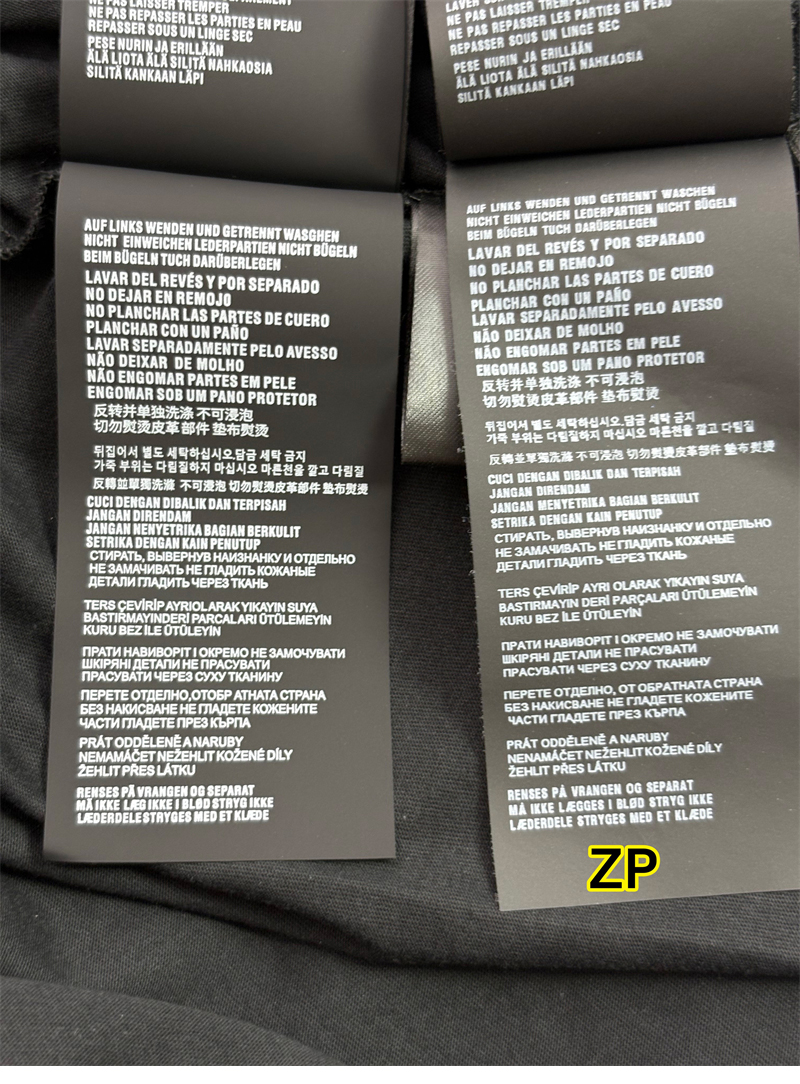 NE PAS LAISSER TREMPER
NE PAS REPASSER LES PARTIES EN PEAU
REPASSER SOUS UN LINGE SEC
PESE NURIN JA ERILLÄÄN
ÄLÄ LIOTA ÄLÄ SILITÄ NAHKAOSIA
SILITÄ KANKAAN LÄPI
AUF LINKS WENDEN UND GETRENNT WASGHEN
NICHT EINWEICHEN LEDERPARTIEN NICHT BÜGELN
BEIM BÜGELN TUCH DARÜBERLEGEN
LAVAR DEL REVÉS Y POR SEPARADO
NO DEJAR EN REMOJO
NO PLANCHAR LAS PARTES DE CUERO
PLANCHAR CON UN PAÑO
LAVAR SEPARADAMENTE PELO AVESSO
NÃO DEIXAR DE MOLHO
NÃO ENGOMAR PARTES EM PELE
ENGOMAR SOB UM PANO PROTETOR
反转并单独洗涤 不可浸泡
切勿熨烫皮革部件 垫布熨烫
뒤집어서 별도 세탁하십시오.담금 세탁 금지
가죽 부위는 다림질하지 마십시오 마른천을 깔고 다림질
反轉並單獨洗滌 不可浸泡 切勿熨燙皮革部件 墊布熨燙
CUCI DENGAN DIBALIK DAN TERPISAH
JANGAN DIRENDAM
JANGAN NENYETRIKA BAGIAN BERKULIT
SETRIKA DENGAN KAIN PENUTUP
СТИРАТЬ, ВЫВЕРНУВ НАИЗНАНКУ И ОТДЕЛЬНО
НЕ ЗАМАЧИВАТЬ НЕ ГЛАДИТЬ КОЖАНЫЕ
ДЕТАЛИ ГЛАДИТЬ ЧЕРЕЗ ТКАНЬ
TERS ÇEVİRİP AYRIOLARAK YIKAYIN SUYA
BASTIRMAYINDERİ PARCALARI ÛTÛLEMEYİN
KURU BEZ İLE ÛTÛLEYİN
ПРАТИ НАВИВОРІТ І ОКРЕМО НЕ ЗАМОЧУВАТИ
ШКІРЯНІ ДЕТАЛИ НЕ ПРАСУВАТИ
ПРАСУВАТИ ЧЕРЕЗ СУХУ ТКАНИНУ
ПЕРЕТЕ ОТДЕЛНО,ОТОБР АТНАТА СТРАНА
БЕЗ НАКИСВАНЕ НЕ ГЛАДЕТЕ КОЖЕНИТЕ
ЧАСТИ ГЛАДЕТЕ ПРЕЗ КЪРПА
PRÁT ODDĚLENĚ A NARUBY
NENAMÁČET NEŽEHLIT KOŽENÉ DÍLY
ŽEHLIT PŘES LÁTKU
RENSES PÅ VRANGEN OG SEPARAT
MÅ IKKE LÆG IKKE I BLØD STRYG IKKE
LÆDERDELE STRYGES MED ET KLÆDE
NE PAS LAISSER TREMPER
NE PAS REPASSER LES PARTIES EN PEAU
REPASSER SOUS UN LINGE SEC
PESE NURIN JA ERILLÄÄN
ÄLÄ LIOTA ÄLÄ SILITÄ NAHKAOSIA
SILITÄ KANKAAN LÄPI
AUF LINKS WENDEN UND GETRENNT WASCHEN
NICHT EINWEICHEN LEDERPARTIEN NICHT BÜGELN
BEIM BÜGELN TUCH DARÜBERLEGEN
LAVAR DEL REVÉS Y POR SEPARADO
NO DEJAR EN REMOJO
NO PLANCHAR LAS PARTES DE CUERO
PLANCHAR CON UN PAÑO
LAVAR SEPARADAMENTE PELO AVESSO
NÃO DEIXAR DE MOLHO
NÃO ENGOMAR PARTES EM PELE
ENGOMAR SOB UM PANO PROTETOR
反转并单独洗涤 不可浸泡
切勿熨烫皮革部件 垫布熨烫
뒤집어서 별도 세탁하십시오.담금 세탁 금지
가죽 부위는 다림질하지 마십시오 마른천을 깔고 다림질
反轉並單獨洗滌 不可浸泡 切勿熨燙皮革部件 墊布熨燙
CUCI DENGAN DIBALIK DAN TERPISAH
JANGAN DIRENDAM
JANGAN MENYETRIKA BAGIAN BERKULIT
SETRIKA DENGAN KAIN PENUTUP
СТИРАТЬ, ВЫВЕРНУВ НАИЗНАНКУ И ОТДЕЛЬНО
НЕ ЗАМАЧИВАТЬ НЕ ГЛАДИТЬ КОЖАНЫЕ
ДЕТАЛИ ГЛАДИТЬ ЧЕРЕЗ ТКАНЬ
TERS ÇEVİRİP AYRI OLARAK YIKAYIN SUYA
BASTIRMAYIN DERİ PARÇALARI ÛTÛLEMEYİN
KURU BEZ İLE ÛTÛLEYİN
ПРАТИ НАВИВОРІТ І ОКРЕМО НЕ ЗАМОЧУВАТИ
ШКІРЯНІ ДЕТАЛИ НЕ ПРАСУВАТИ
ПРАСУВАТИ ЧЕРЕЗ СУХУ ТКАНИНУ
ПЕРЕТЕ ОТДЕЛНО, ОТ ОБРАТНАТА СТРАНА
БЕЗ НАКИСВАНЕ НЕ ГЛАДЕТЕ КОЖЕНИТЕ
ЧАСТИ ГЛАДЕТЕ ПРЕЗ КЪРПА
PRÁT ODDĚLENĚ A NARUBY
NENAMÁČET NEŽEHLIT KOŽENÉ DÍLY
ŽEHLIT PŘES LÁTKU
RENSES PÅ VRANGEN OG SEPARAT
MÅ IKKE LÆGGES I BLØD STRYG IKKE
LÆDERDELE STRYGES MED ET KLÆDE
ZP